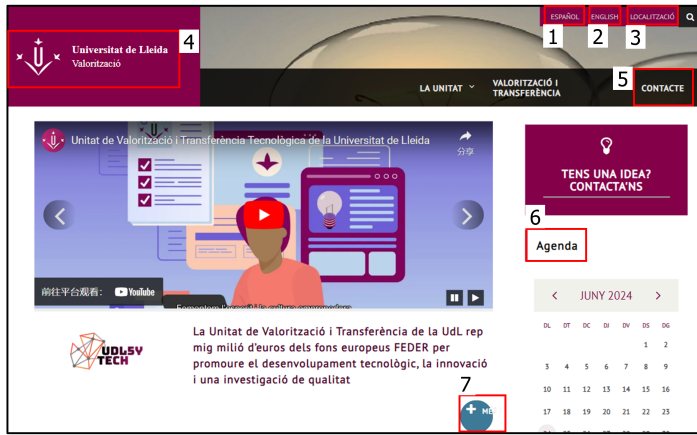 ESPAÑOL ENGLISH LOCALITZACIÓ
1 2 3
4
Universitat de Lleida
Valorització
LA UNITAT
VALORITZACIÓ I
TRANSFERÈNCIA
5
CONTACTE
Unitat de Valorització i Transferència Tecnològica de la Universitat de Lleida
分享
前往平台观看：
YouTube
Fomentem l'esperit i la cultura emprenedora
TENS UNA IDEA?
CONTACTA'NS
6
Agenda
JUNY 2024
DL DT DC DJ DV DS DG
1 2
3 4 5 6 7 8 9
10 11 12 13 14 15 16
17 18 19 20 21 22 23
UDLSY
TECH
La Unitat de Valorització i Transferència de la UdL rep
mig milió d'euros dels fons europeus FEDER per
promoure el desenvolupament tecnològic, la innovació
i una investigació de qualitat
7
+